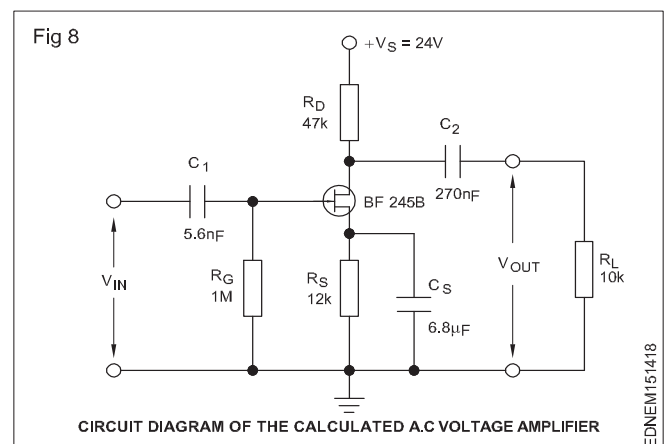 Fig 8
+VS = 24V
RD
47k
C2
270nF
C1
5.6nF
BF 245B
VIN
RG
1M
RS
12k
CS
6.8µF
VOUT
RL
10k
CIRCUIT DIAGRAM OF THE CALCULATED A.C VOLTAGE AMPLIFIER
EDNEM151418